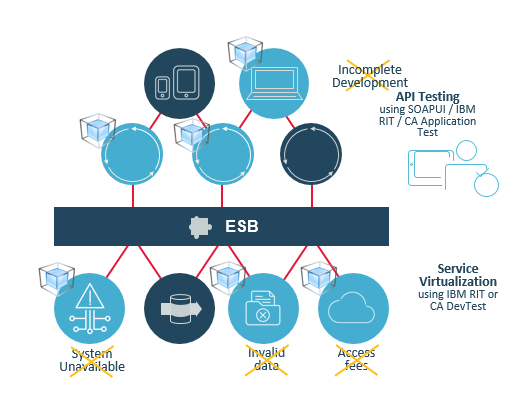 Incomplete
Development
API Testing
using SOAPUI / IBM
RIT / CA Application
Test
ESB
Service
Virtualization
using IBM RIT or
CA DevTest
System
Unavailable
Invalid
data
Access
fees